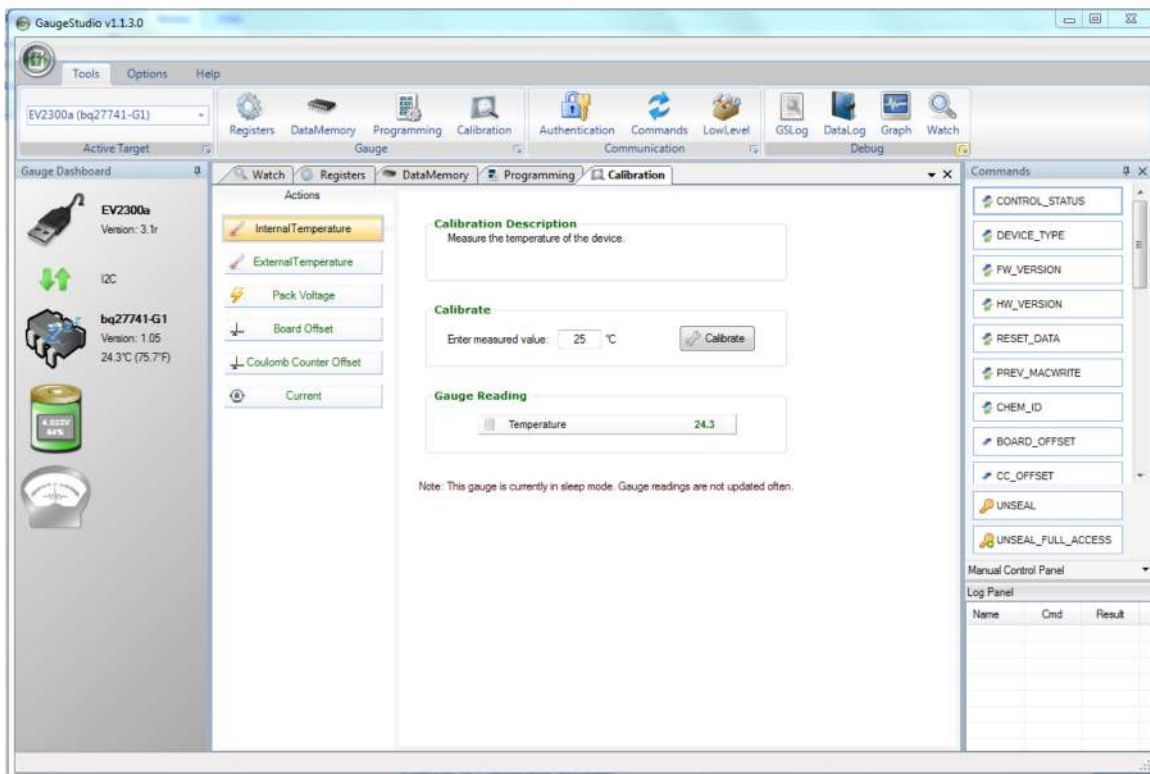 GaugeStudio v1.1.3.0
Tools Options Help
EV2300a (bq27741-G1)
Active Target
Registers DataMemory Programming Calibration
Gauge
Authentication Commands LowLevel
Communication
GSLog DataLog Graph Watch
Debug
Gauge Dashboard
EV2300a
Version: 3.1r
I2C
bq27741-G1
Version: 1.05
24.3°C (75.7°F)
4.022V
84%
Watch Registers DataMemory Programming Calibration
Actions
InternalTemperature
ExternalTemperature
Pack Voltage
Board Offset
Coulomb Counter Offset
Current
Calibration Description
Measure the temperature of the device.
Calibrate
Enter measured value: 25 °C Calibrate
Gauge Reading
Temperature 24.3
Note: This gauge is currently in sleep mode. Gauge readings are not updated often.
Commands
CONTROL_STATUS
DEVICE_TYPE
FW_VERSION
HW_VERSION
RESET_DATA
PREV_MACWRITE
CHEM_ID
BOARD_OFFSET
CC_OFFSET
UNSEAL
UNSEAL_FULL_ACCESS
Manual Control Panel
Log Panel
Name Cmd Result